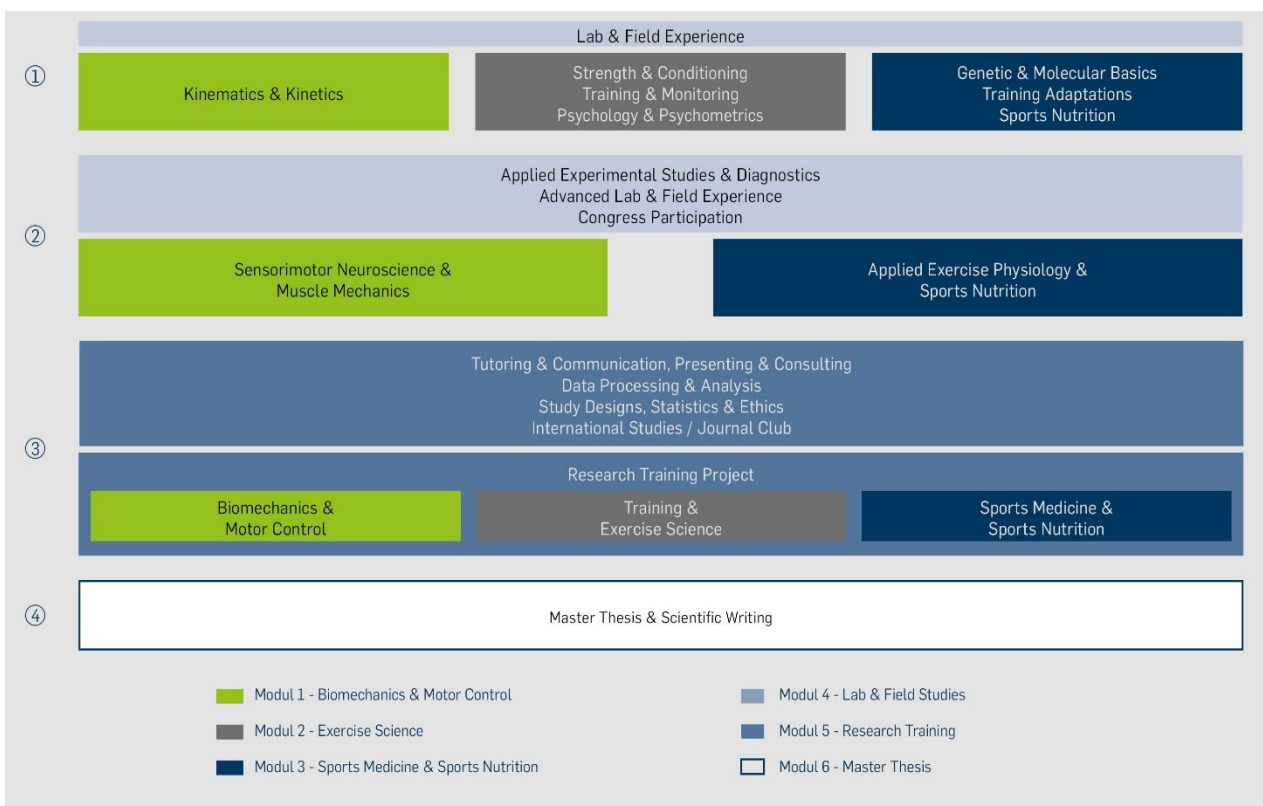 Lab & Field Experience
①
Kinematics & Kinetics
Strength & Conditioning
Training & Monitoring
Psychology & Psychometrics
Genetic & Molecular Basics
Training Adaptations
Sports Nutrition
Applied Experimental Studies & Diagnostics
Advanced Lab & Field Experience
Congress Participation
②
Sensorimotor Neuroscience &
Muscle Mechanics
Applied Exercise Physiology &
Sports Nutrition
Tutoring & Communication, Presenting & Consulting
Data Processing & Analysis
Study Designs, Statistics & Ethics
International Studies / Journal Club
③
Research Training Project
Biomechanics &
Motor Control
Training &
Exercise Science
Sports Medicine &
Sports Nutrition
④
Master Thesis & Scientific Writing
Modul 1 - Biomechanics & Motor Control
Modul 2 - Exercise Science
Modul 3 - Sports Medicine & Sports Nutrition
Modul 4 - Lab & Field Studies
Modul 5 - Research Training
Modul 6 - Master Thesis